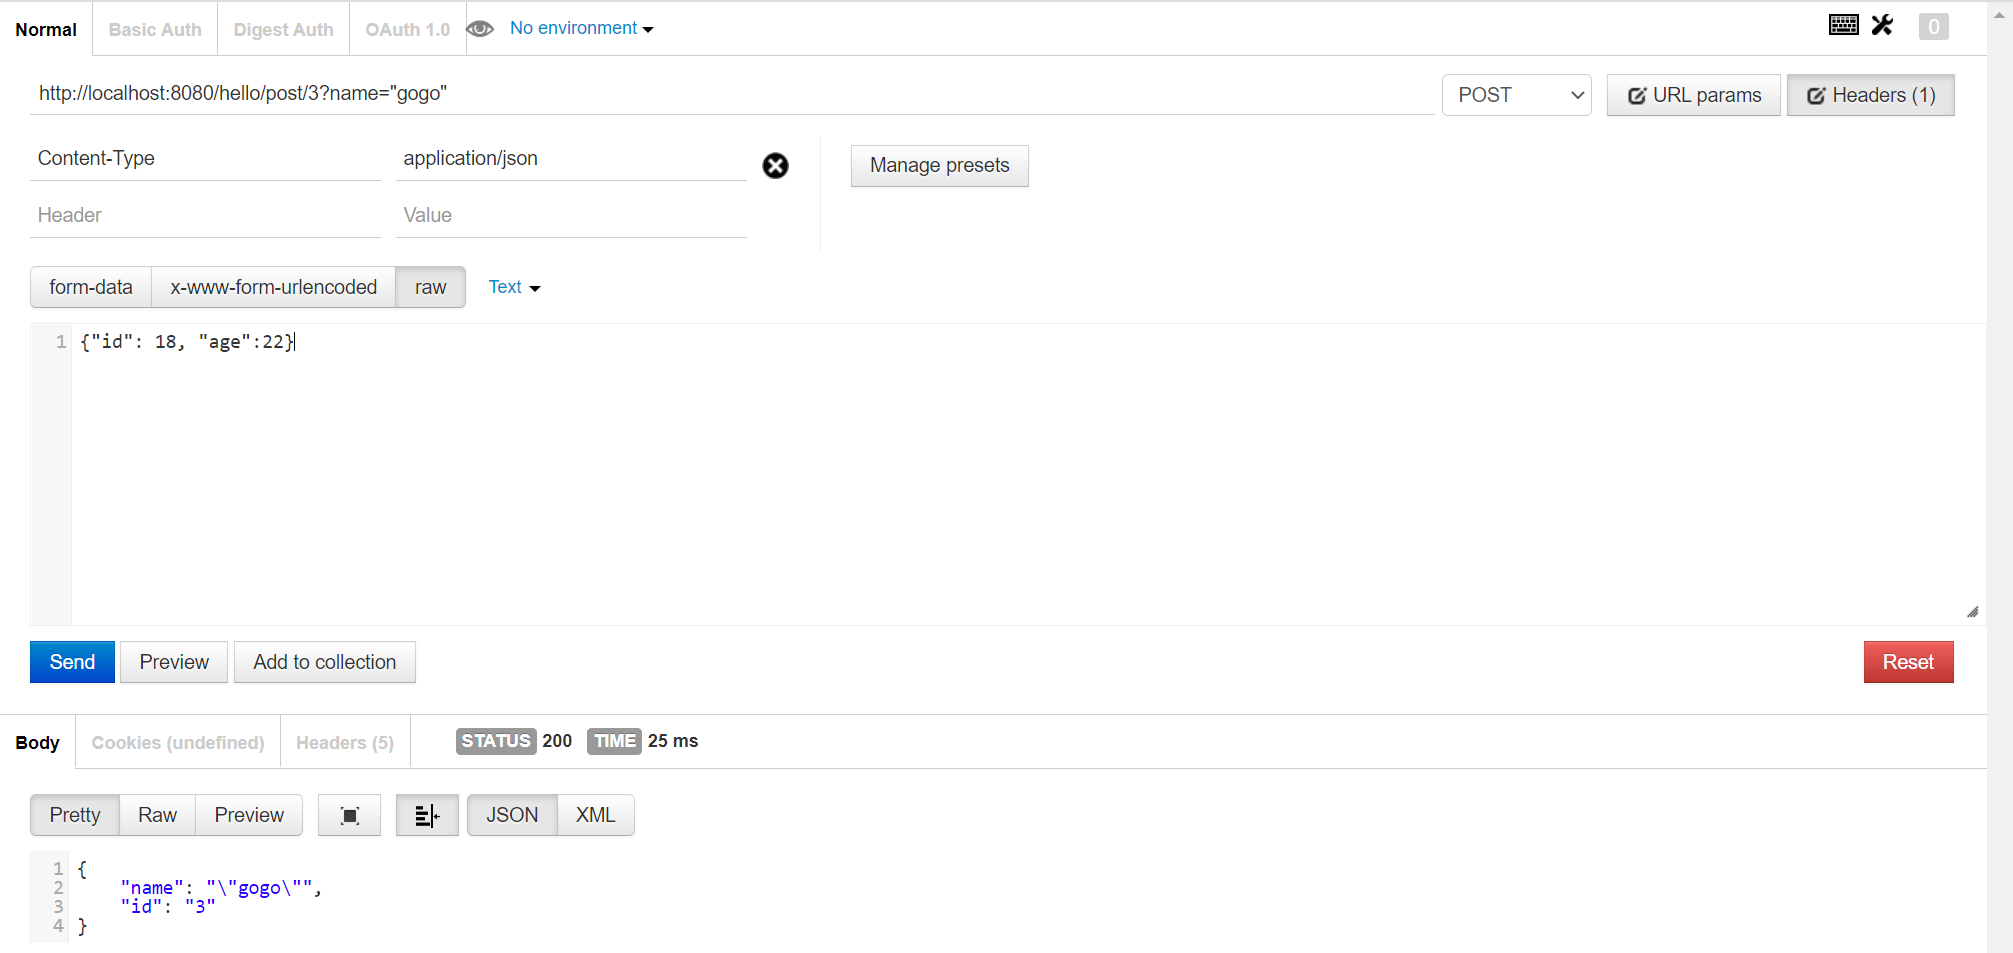 Normal Basic Auth Digest Auth OAuth 1.0 No environment 0
http://localhost:8080/hello/post/3?name="gogo" POST URL params Headers (1)
Content-Type application/json Manage presets
Header Value
form-data x-www-form-urlencoded raw Text
1 {"id": 18, "age":22}
Send Preview Add to collection Reset
Body Cookies (undefined) Headers (5) STATUS 200 TIME 25 ms
Pretty Raw Preview JSON XML
1 {
2 "name": "\"gogo\"",
3 "id": "3"
4 }